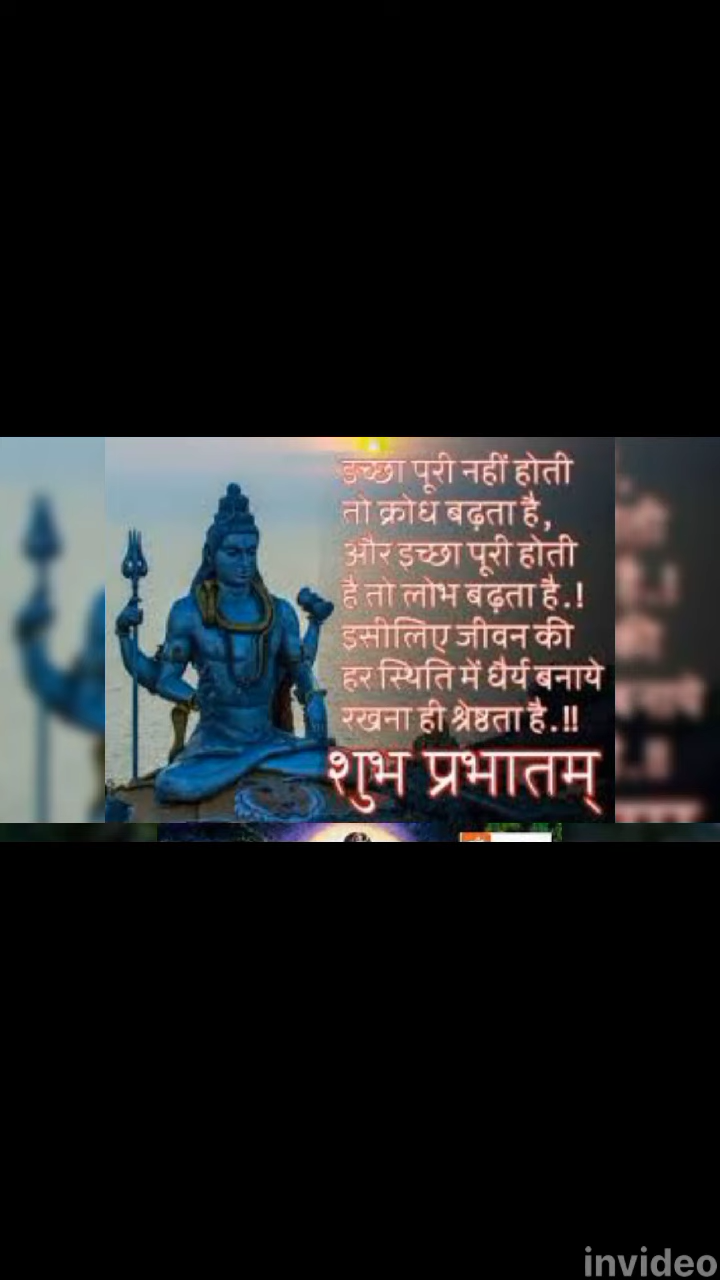 इच्छा पूरी नहीं होती
तो क्रोध बढ़ता है,
और इच्छा पूरी होती
है तो लोभ बढ़ता है.!
इसीलिए जीवन की
हर स्थिति में धैर्य बनाये
रखना ही श्रेष्ठता है.!!
शुभ प्रभातम्
invideo